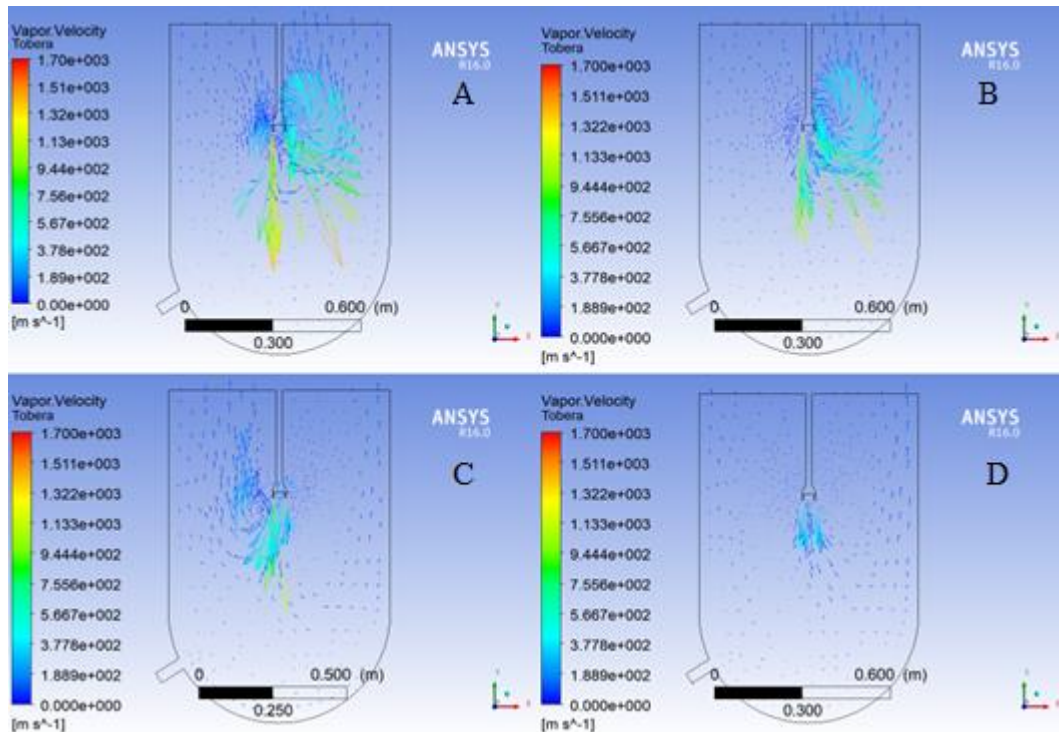 Vapor.Velocity
Tobera
1.70e+003
1.51e+003
1.32e+003
1.13e+003
9.44e+002
7.56e+002
5.67e+002
3.78e+002
1.89e+002
0.00e+000
[m s^-1]
ANSYS
R16.0
A
0 0.600 (m)
0.300
Vapor.Velocity
Tobera
1.700e+003
1.511e+003
1.322e+003
1.133e+003
9.444e+002
7.556e+002
5.667e+002
3.778e+002
1.889e+002
0.000e+000
[m s^-1]
ANSYS
R16.0
B
0 0.600 (m)
0.300
Vapor.Velocity
Tobera
1.700e+003
1.511e+003
1.322e+003
1.133e+003
9.444e+002
7.556e+002
5.667e+002
3.778e+002
1.889e+002
0.000e+000
[m s^-1]
ANSYS
R16.0
C
0 0.500 (m)
0.250
Vapor.Velocity
Tobera
1.700e+003
1.511e+003
1.322e+003
1.133e+003
9.444e+002
7.556e+002
5.667e+002
3.778e+002
1.889e+002
0.000e+000
[m s^-1]
ANSYS
R16.0
D
0 0.600 (m)
0.300